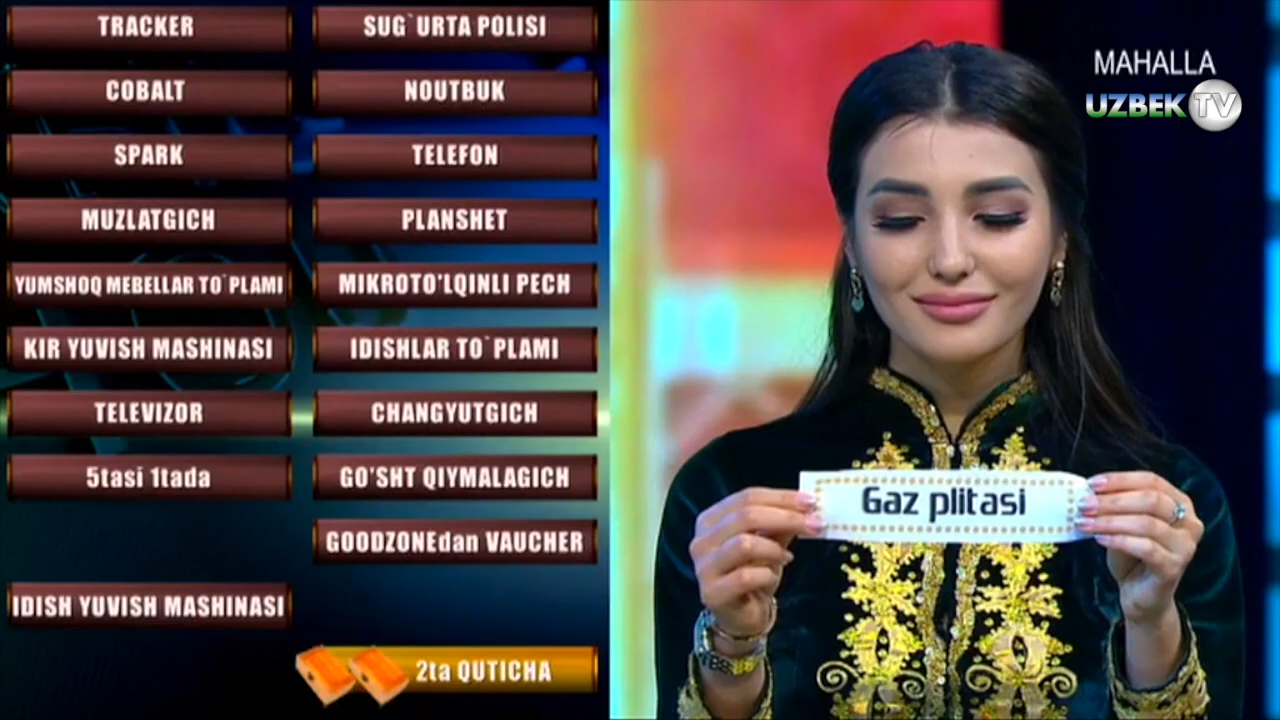 TRACKER
COBALT
SPARK
MUZLATGICH
YUMSHOQ MEBELLAR TO`PLAMI
KIR YUVISH MASHINASI
TELEVIZOR
5tasi 1tada
IDISH YUVISH MASHINASI
SUG`URTA POLISI
NOUTBUK
TELEFON
PLANSHET
MIKROTO'LQINLI PECH
IDISHLAR TO`PLAMI
CHANGYUTGICH
GO'SHT QIYMALAGICH
GOODZONEdan VAUCHER
2ta QUTICHA
MAHALLA
UZBEK TV
Gaz plitasi